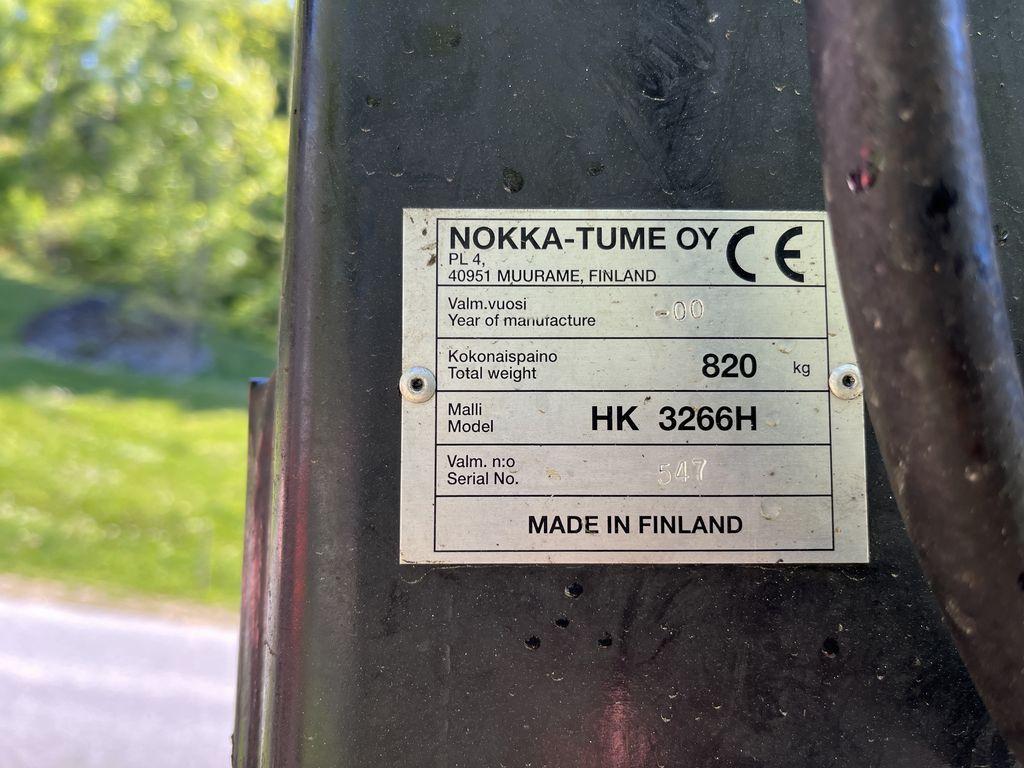 NOKKA-TUME OY CE
PL 4,
40951 MUURAME, FINLAND
Valm.vuosi
Year of manufacture -00
Kokonaispaino
Total weight 820 kg
Malli
Model HK 3266H
Valm. n:o
Serial No. 547
MADE IN FINLAND